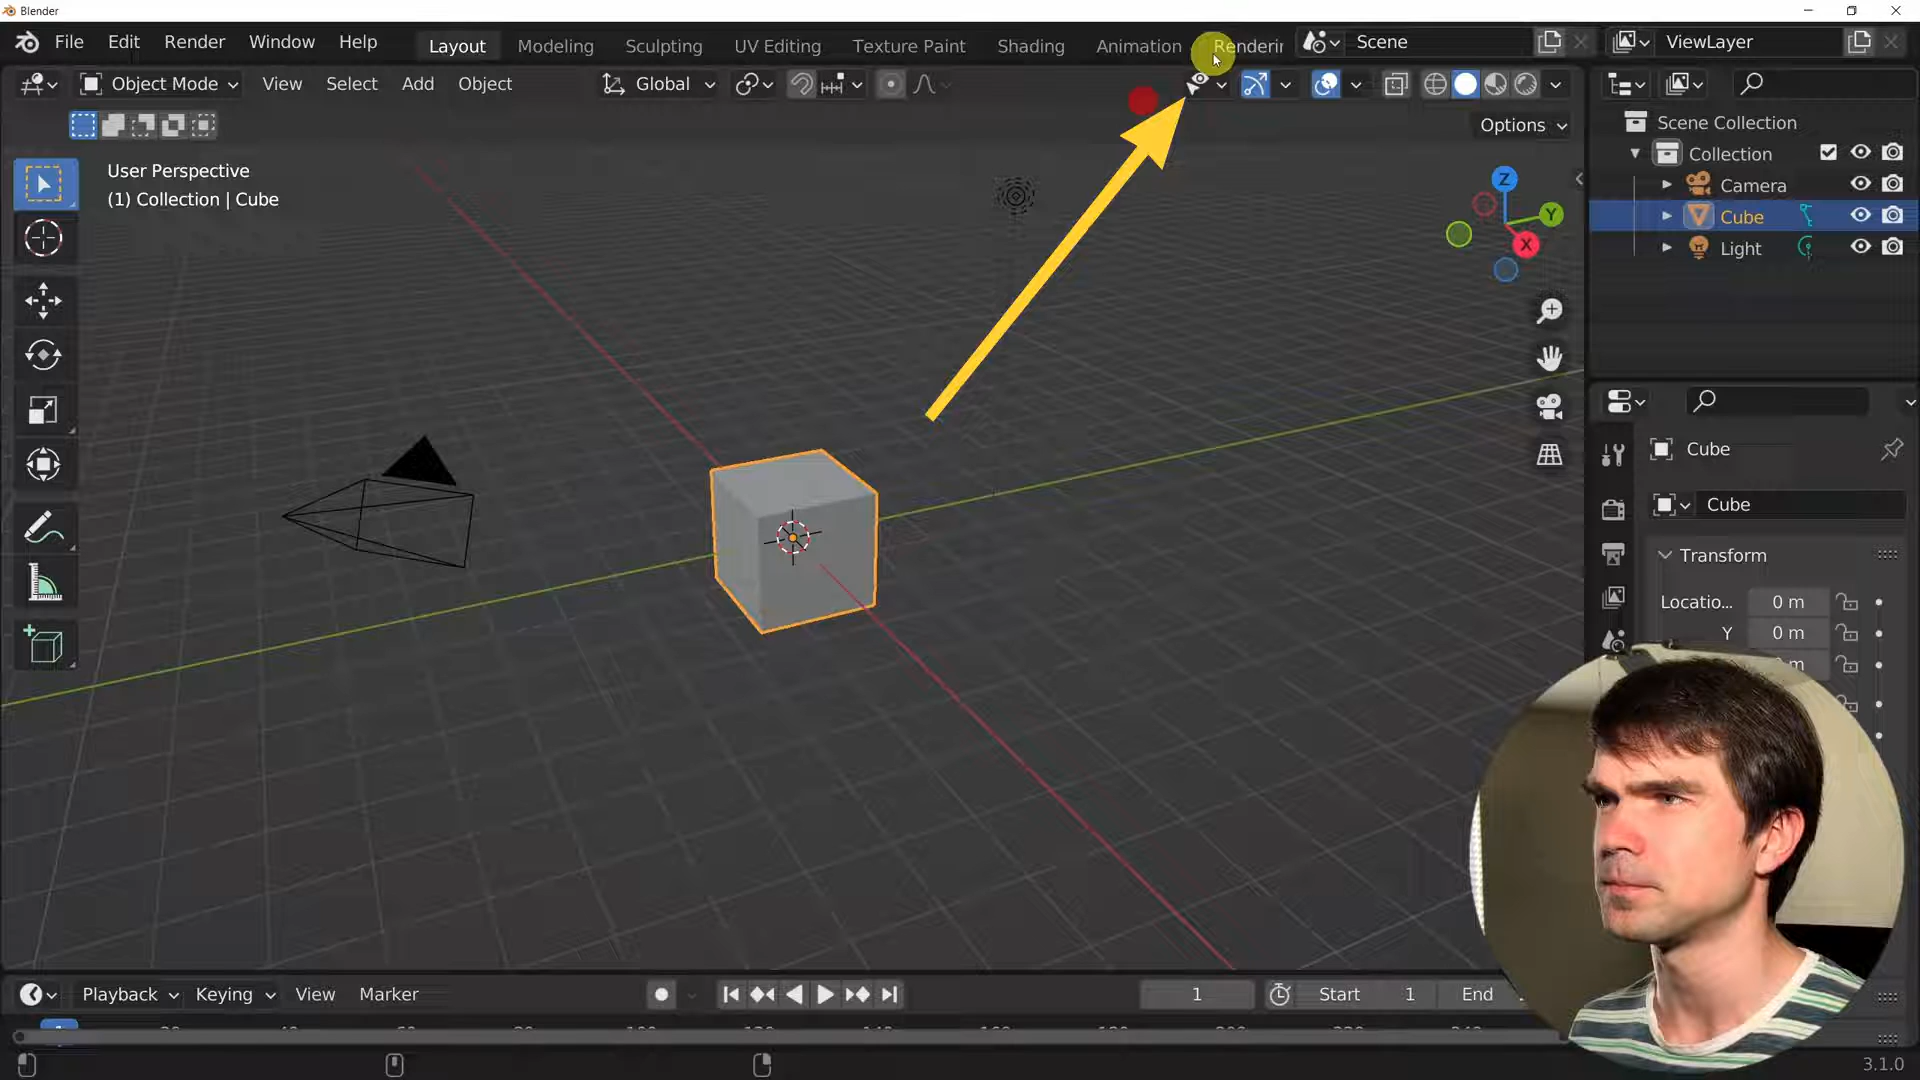 Blender
File Edit Render Window Help Layout Modeling Sculpting UV Editing Texture Paint Shading Animation Renderin Scene ViewLayer
Object Mode View Select Add Object Global
Options
User Perspective
(1) Collection | Cube
Z
Y
X
Scene Collection
Collection
Camera
Cube
Light
Cube
Cube
Transform
Locatio... 0 m
Y 0 m
m
Playback Keying View Marker 1 Start 1 End
1
3.1.0